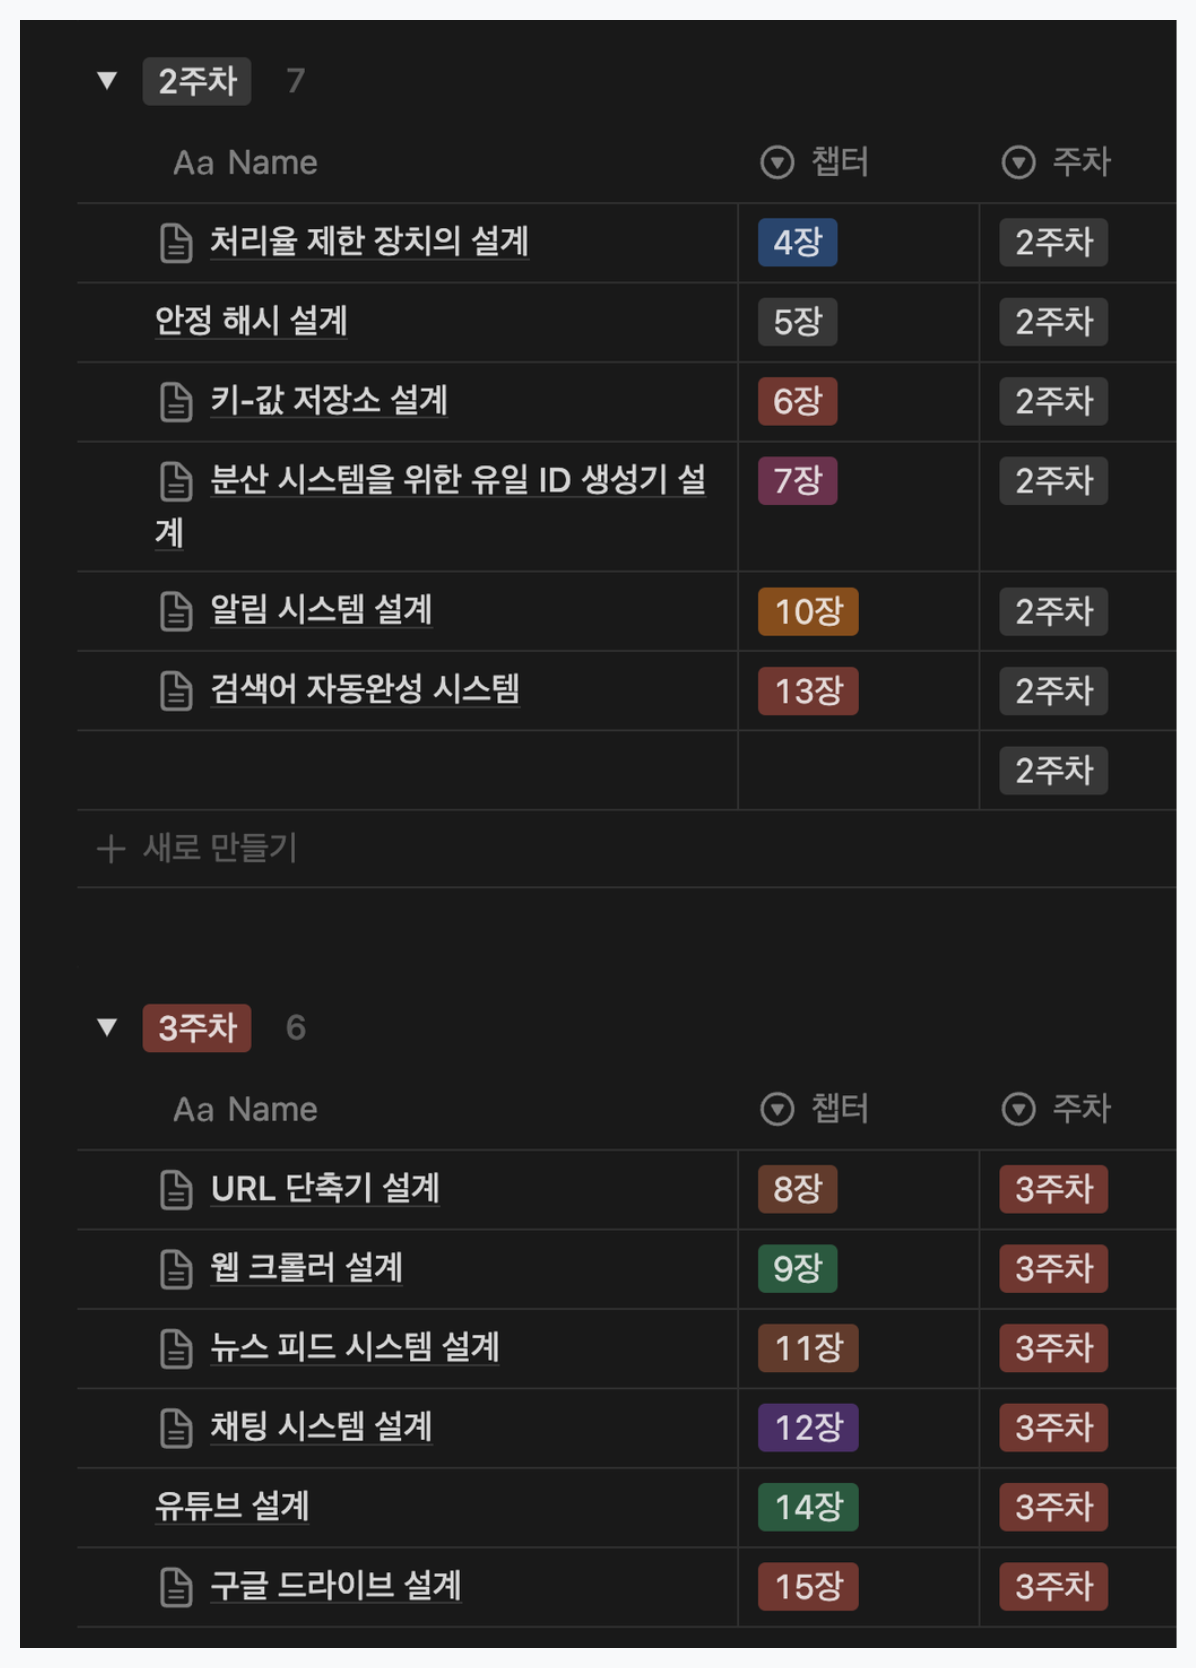 2주차 7
Aa Name 챕터 주차
처리율 제한 장치의 설계 4장 2주차
안정 해시 설계 5장 2주차
키-값 저장소 설계 6장 2주차
분산 시스템을 위한 유일 ID 생성기 설 7장 2주차
계
알림 시스템 설계 10장 2주차
검색어 자동완성 시스템 13장 2주차
2주차
+ 새로 만들기
3주차 6
Aa Name 챕터 주차
URL 단축기 설계 8장 3주차
웹 크롤러 설계 9장 3주차
뉴스 피드 시스템 설계 11장 3주차
채팅 시스템 설계 12장 3주차
유튜브 설계 14장 3주차
구글 드라이브 설계 15장 3주차